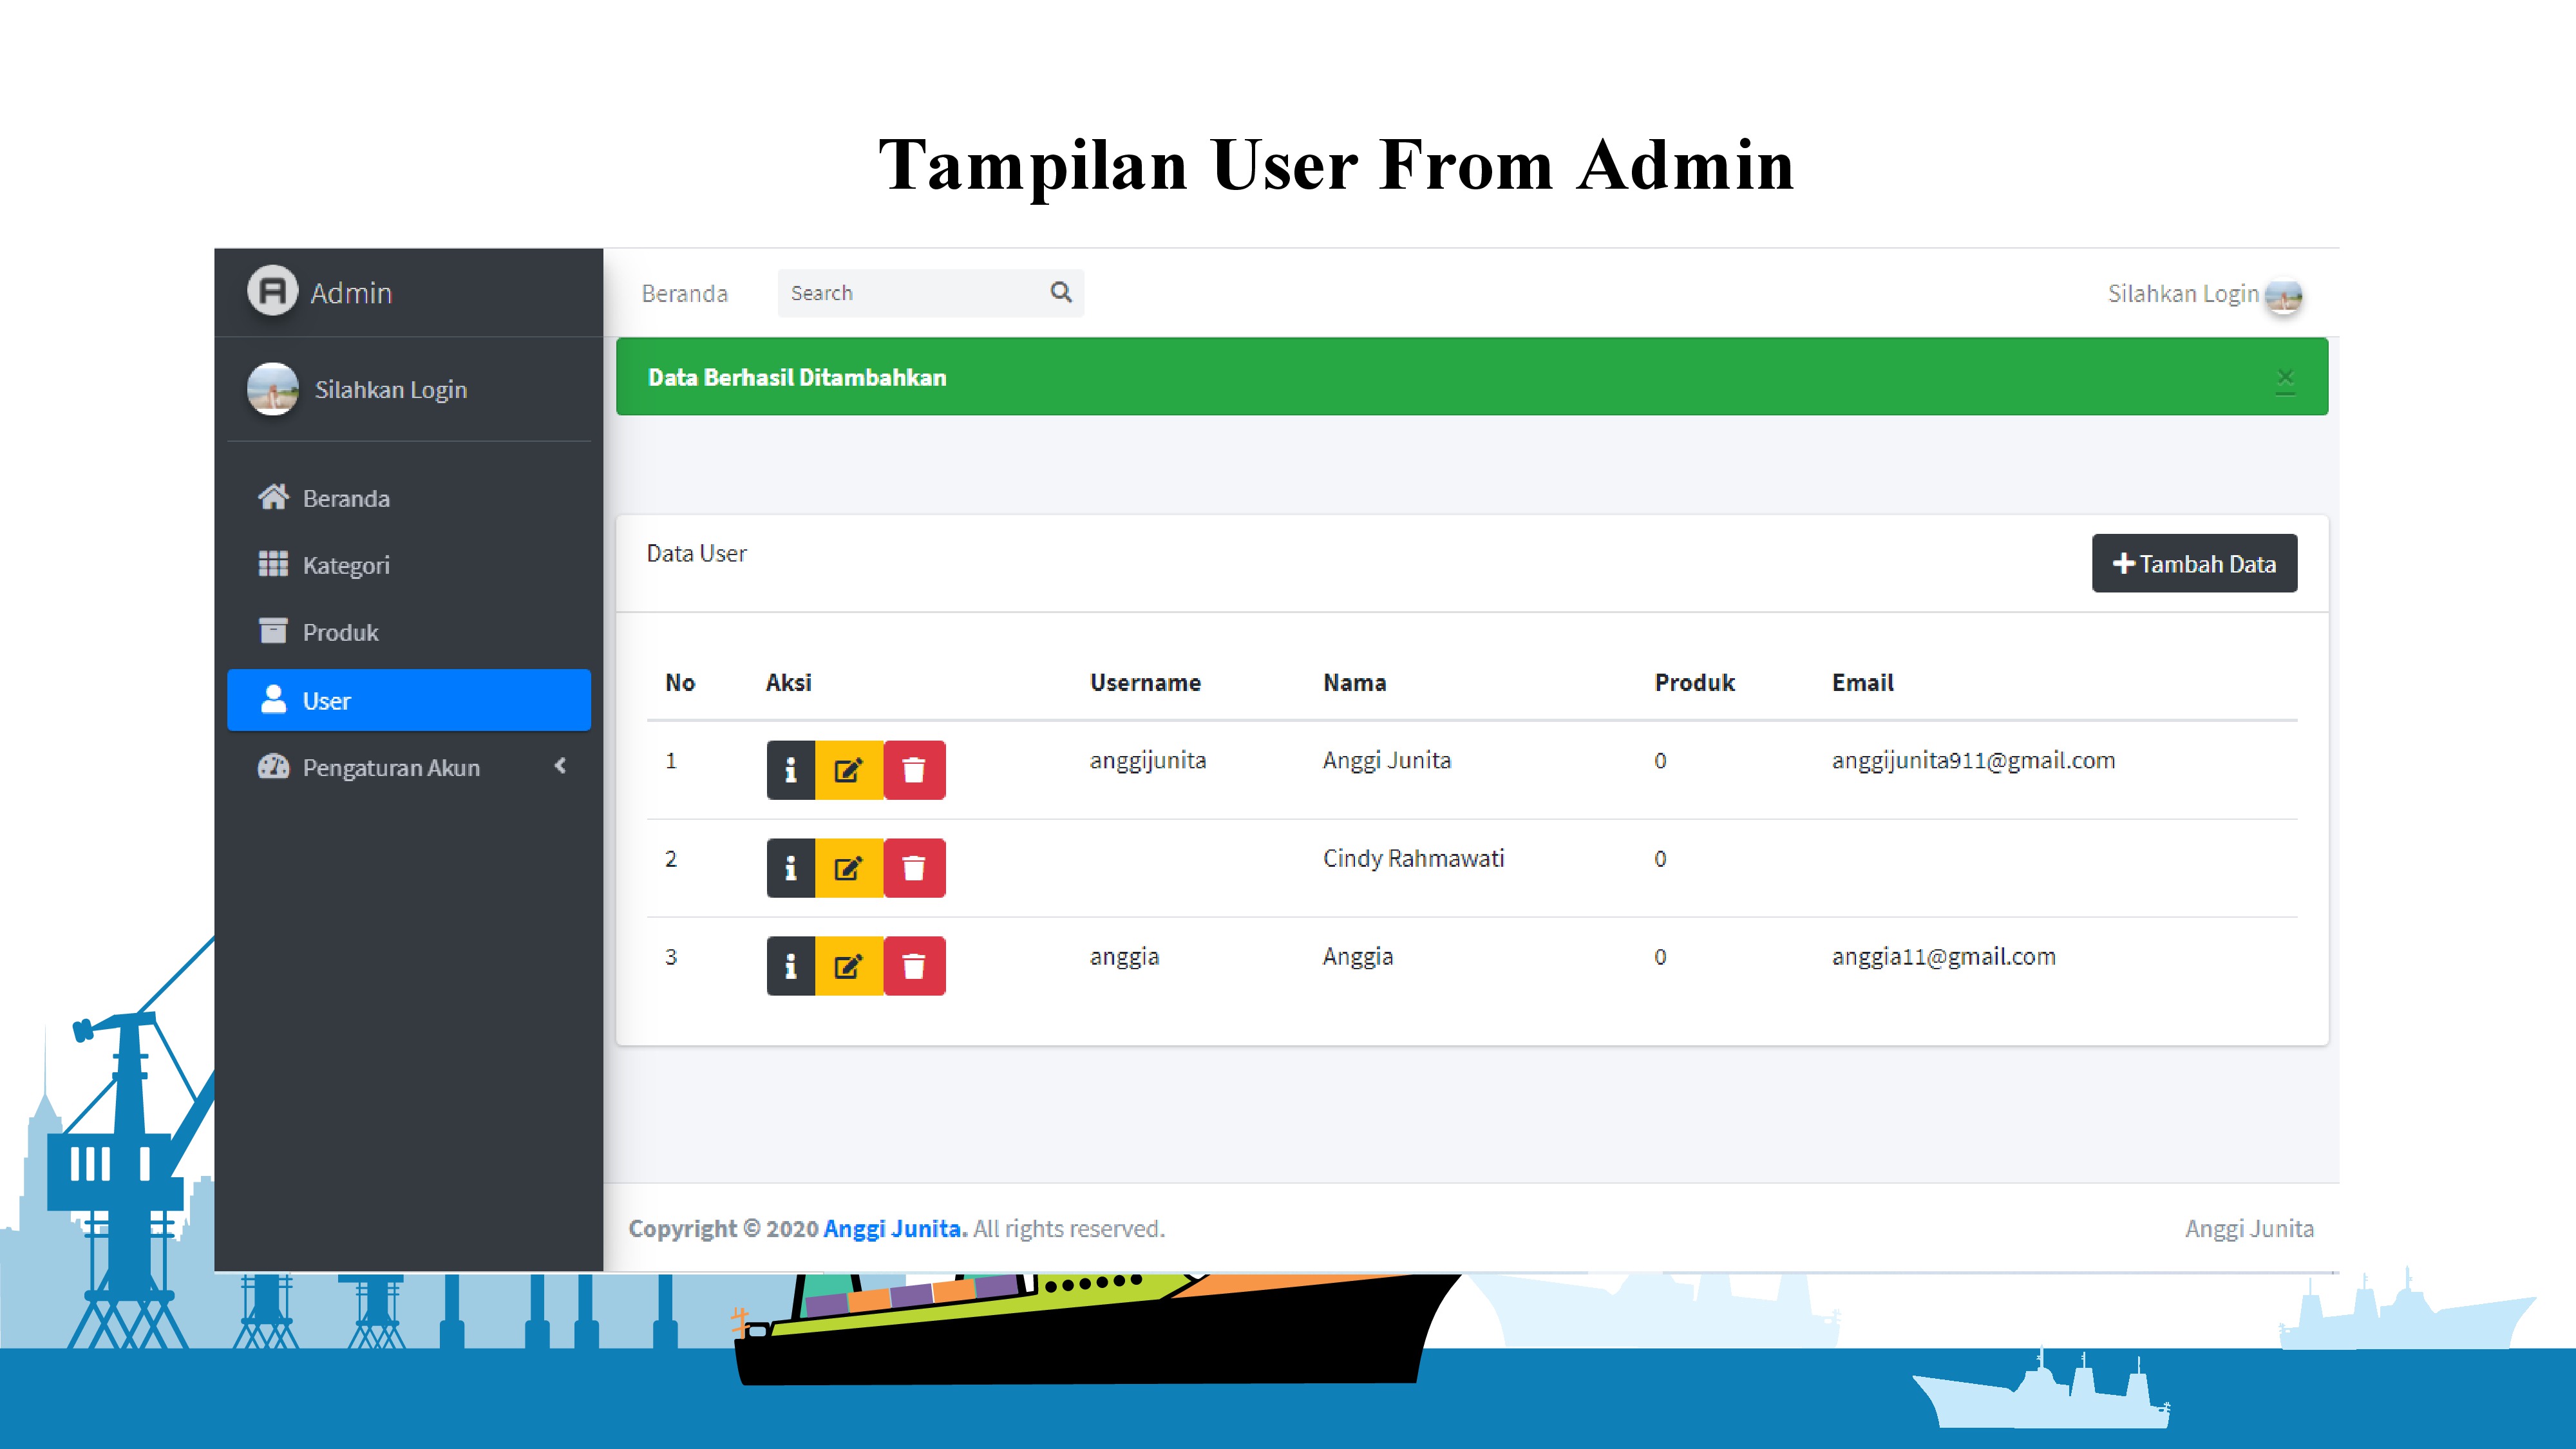 Tampilan User From Admin
Admin
Beranda
Search
Silahkan Login
Silahkan Login
Data Berhasil Ditambahkan
×
Beranda
Kategori
Produk
User
Pengaturan Akun
Data User
Tambah Data
No Aksi Username Nama Produk Email
1 anggijunita Anggi Junita 0 anggijunita911@gmail.com
2 Cindy Rahmawati 0
3 anggia Anggia 0 anggia11@gmail.com
Copyright © 2020 Anggi Junita. All rights reserved.
Anggi Junita